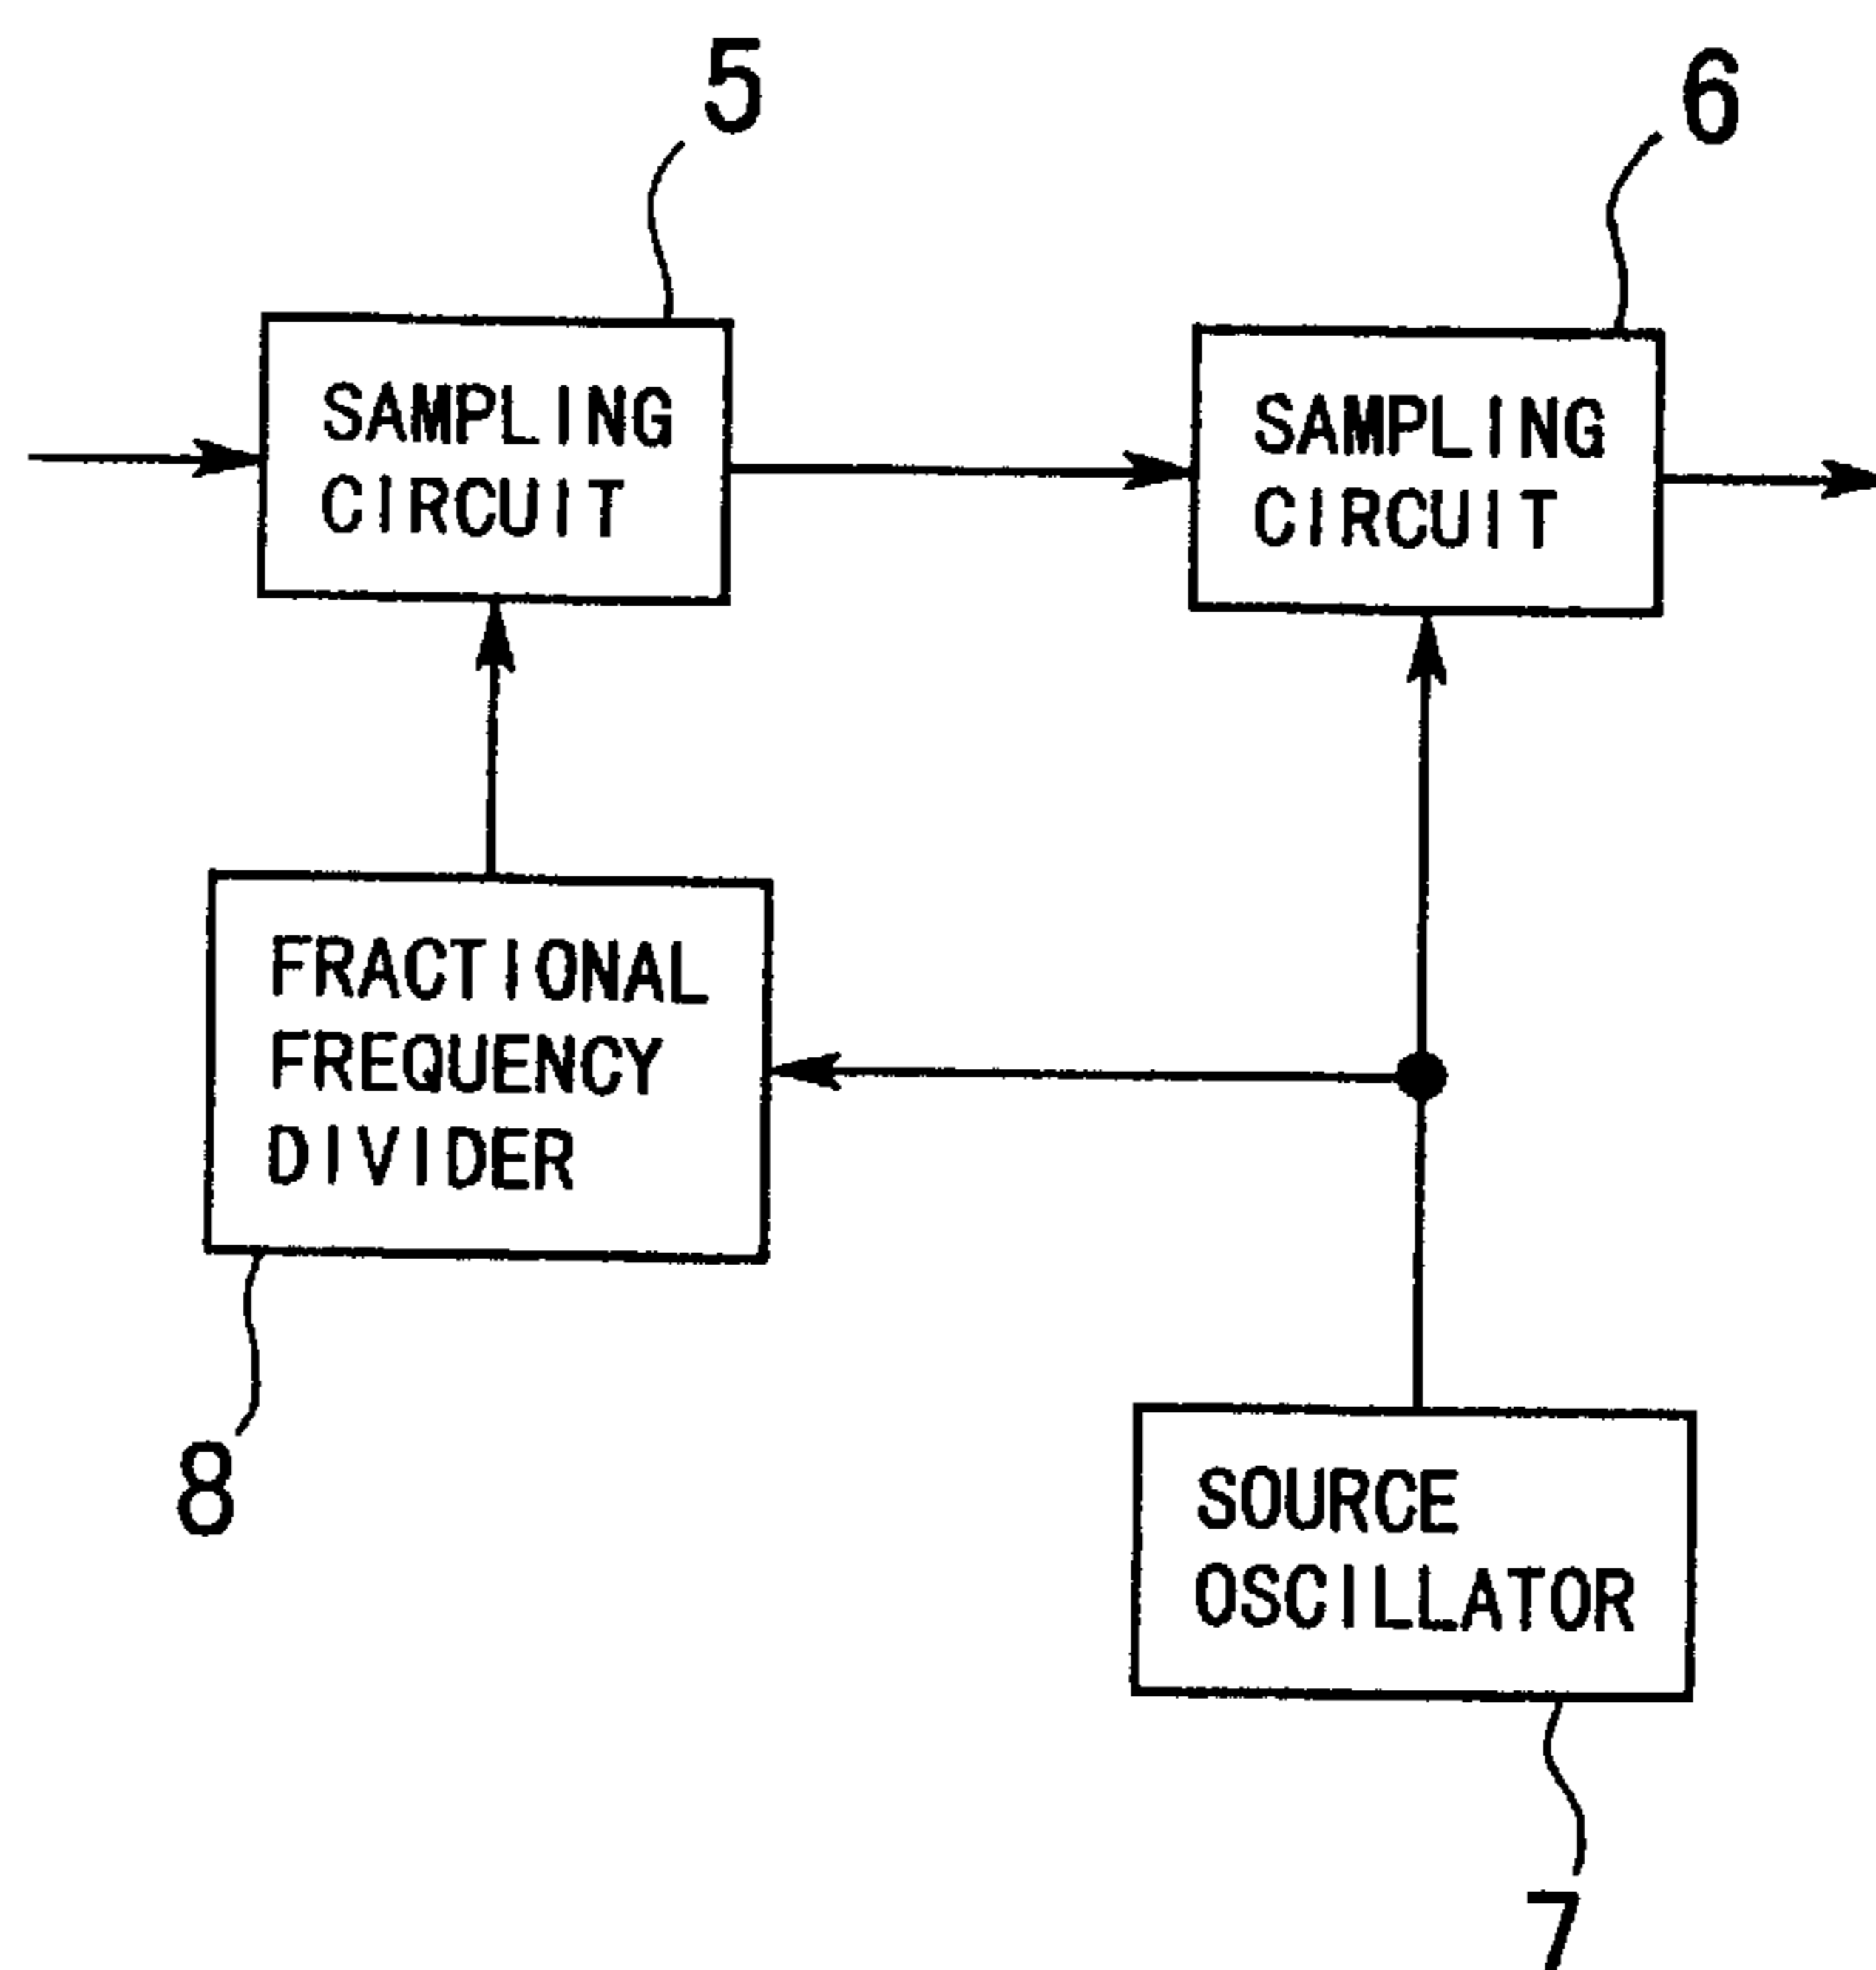 5
6
SAMPLING
CIRCUIT
SAMPLING
CIRCUIT
FRACTIONAL
FREQUENCY
DIVIDER
8
SOURCE
OSCILLATOR
7